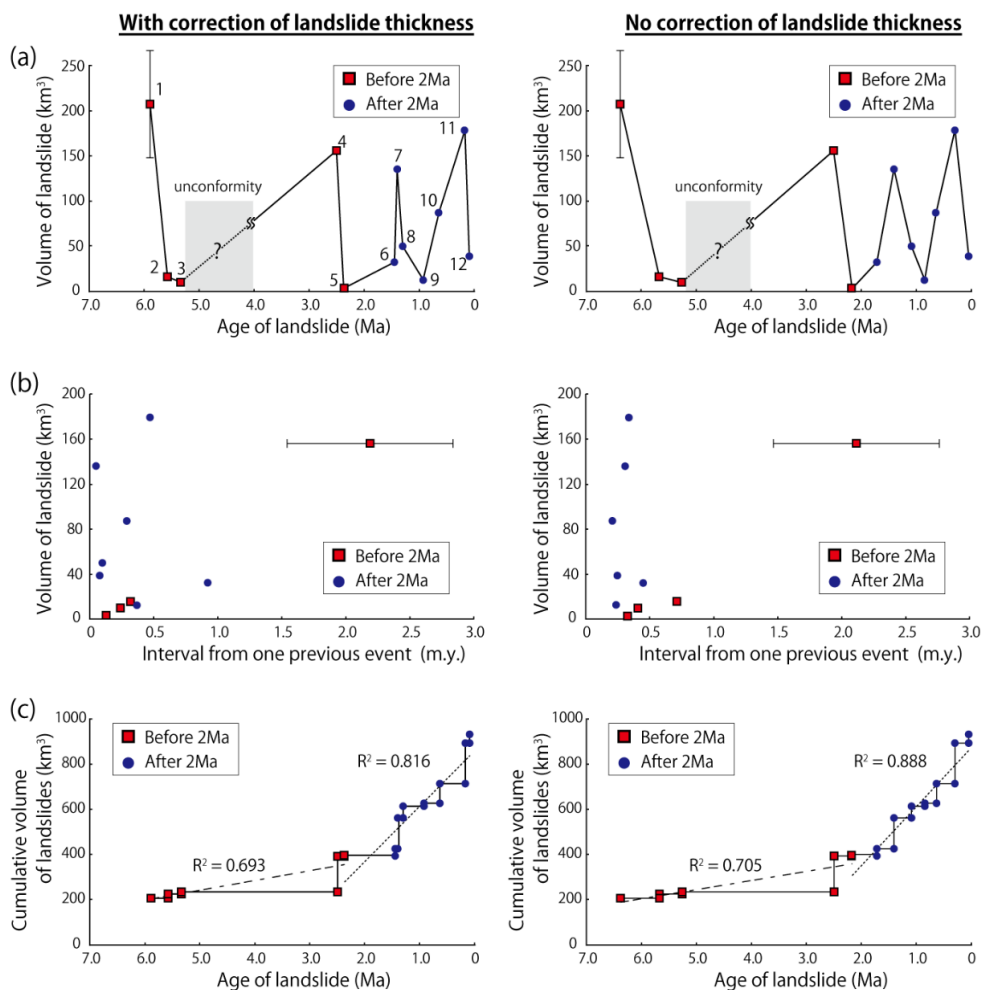 With correction of landslide thickness
No correction of landslide thickness
(a)
Volume of landslide (km³)
250
200
150
100
50
0
1
2
3
4
5
6
7
8
9
10
11
12
unconformity
?
Before 2Ma
After 2Ma
7.0 6.0 5.0 4.0 3.0 2.0 1.0 0
Age of landslide (Ma)
Volume of landslide (km³)
250
200
150
100
50
0
unconformity
?
Before 2Ma
After 2Ma
7.0 6.0 5.0 4.0 3.0 2.0 1.0 0
Age of landslide (Ma)
(b)
Volume of landslide (km³)
200
160
120
80
40
0
Before 2Ma
After 2Ma
0 0.5 1.0 1.5 2.0 2.5 3.0
Interval from one previous event (m.y.)
Volume of landslide (km³)
200
160
120
80
40
0
Before 2Ma
After 2Ma
0 0.5 1.0 1.5 2.0 2.5 3.0
Interval from one previous event (m.y.)
(c)
Cumulative volume
of landslides (km³)
1000
800
600
400
200
0
Before 2Ma
After 2Ma
R² = 0.816
R² = 0.693
7.0 6.0 5.0 4.0 3.0 2.0 1.0 0
Age of landslide (Ma)
Cumulative volume
of landslides (km³)
1000
800
600
400
200
0
Before 2Ma
After 2Ma
R² = 0.888
R² = 0.705
7.0 6.0 5.0 4.0 3.0 2.0 1.0 0
Age of landslide (Ma)